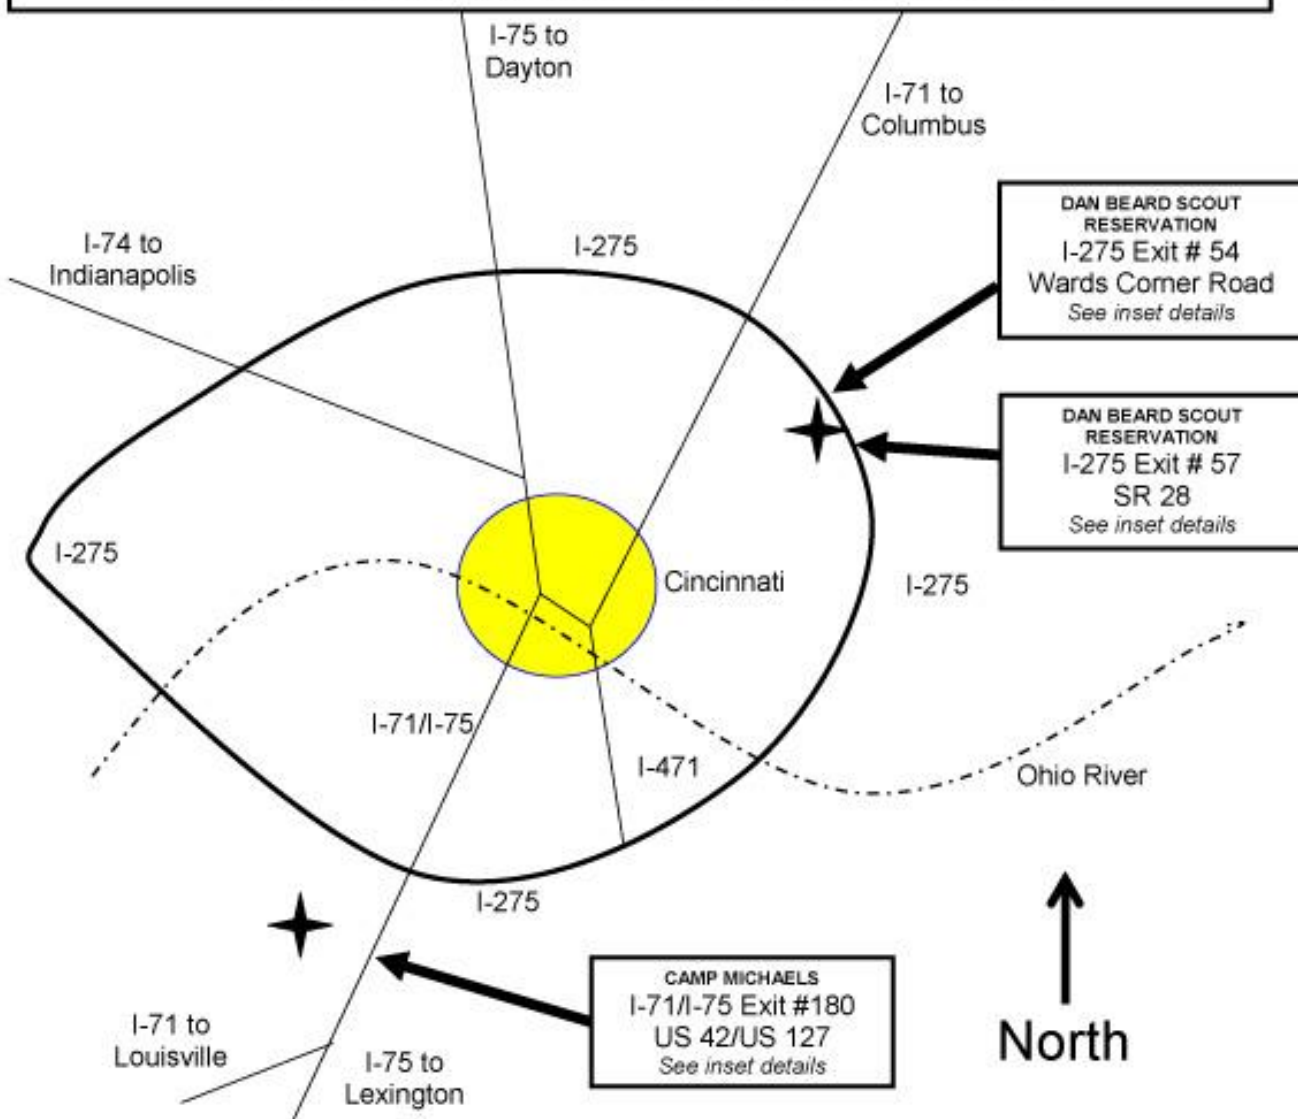 I-75 to
Dayton
I-71 to
Columbus
DAN BEARD SCOUT
RESERVATION
I-275 Exit # 54
Wards Corner Road
See inset details
I-74 to
Indianapolis
I-275
DAN BEARD SCOUT
RESERVATION
I-275 Exit # 57
SR 28
See inset details
I-275
Cincinnati
I-275
I-71/I-75
I-471
Ohio River
I-275
CAMP MICHAELS
I-71/I-75 Exit #180
US 42/US 127
See inset details
North
I-71 to
Louisville
I-75 to
Lexington